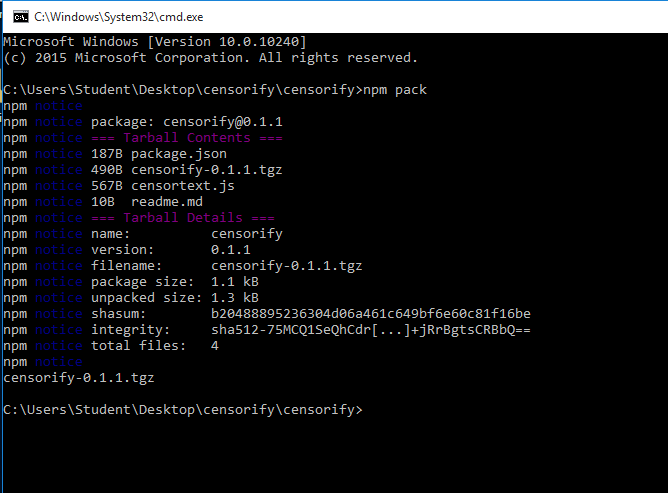 C:\Windows\System32\cmd.exe
Microsoft Windows [Version 10.0.10240]
(c) 2015 Microsoft Corporation. All rights reserved.
C:\Users\Student\Desktop\censorify\censorify>npm pack
npm notice
npm notice package: censorify@0.1.1
npm notice === Tarball Contents ===
npm notice 187B package.json
npm notice 490B censorify-0.1.1.tgz
npm notice 567B censortext.js
npm notice 10B  readme.md
npm notice === Tarball Details ===
npm notice name:          censorify
npm notice version:       0.1.1
npm notice filename:      censorify-0.1.1.tgz
npm notice package size:  1.1 kB
npm notice unpacked size: 1.3 kB
npm notice shasum:        b20488895236304d06a461c649bf6e60c81f16be
npm notice integrity:     sha512-75MCQ1SeQhCdr[...]+jRrBgtsCRBbQ==
npm notice total files:   4
npm notice
censorify-0.1.1.tgz
C:\Users\Student\Desktop\censorify\censorify>